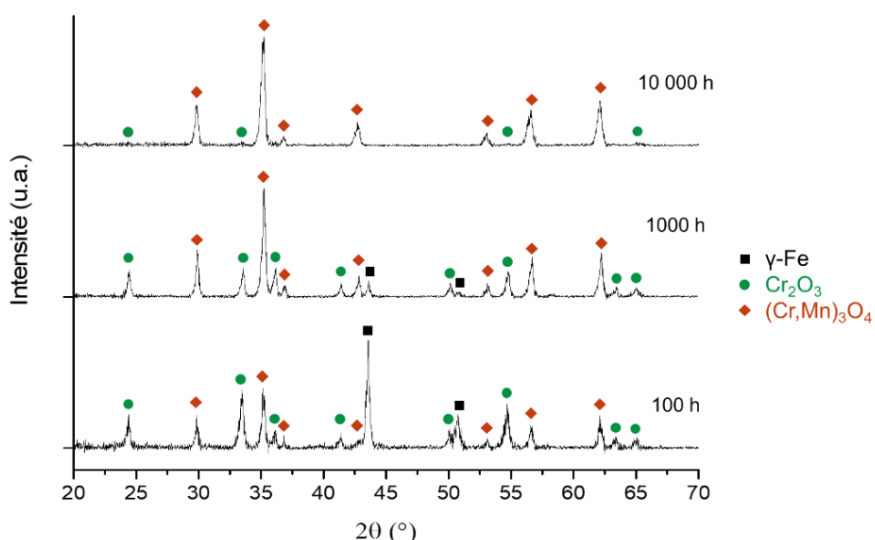 10 000 h
1000 h
100 h
Intensité (u.a.)
γ-Fe
Cr₂O₃
(Cr,Mn)₃O₄
20 25 30 35 40 45 50 55 60 65 70
2θ (°)